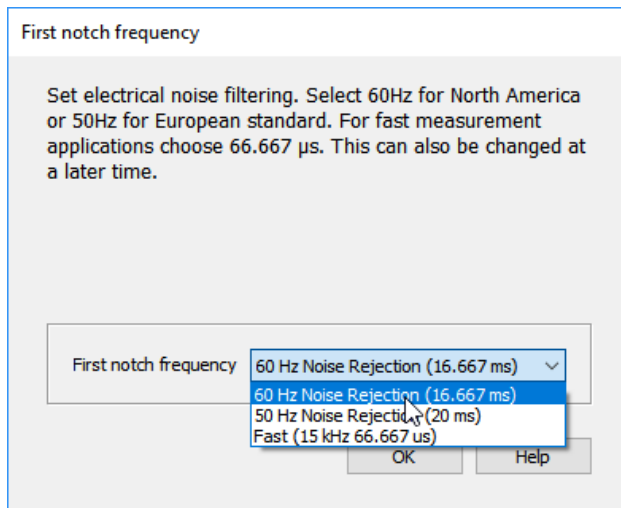 First notch frequency
Set electrical noise filtering. Select 60Hz for North America
or 50Hz for European standard. For fast measurement
applications choose 66.667 µs. This can also be changed at
a later time.
First notch frequency 60 Hz Noise Rejection (16.667 ms)
60 Hz Noise Rejection (16.667 ms)
50 Hz Noise Rejection (20 ms)
Fast (15 kHz 66.667 us)
OK Help